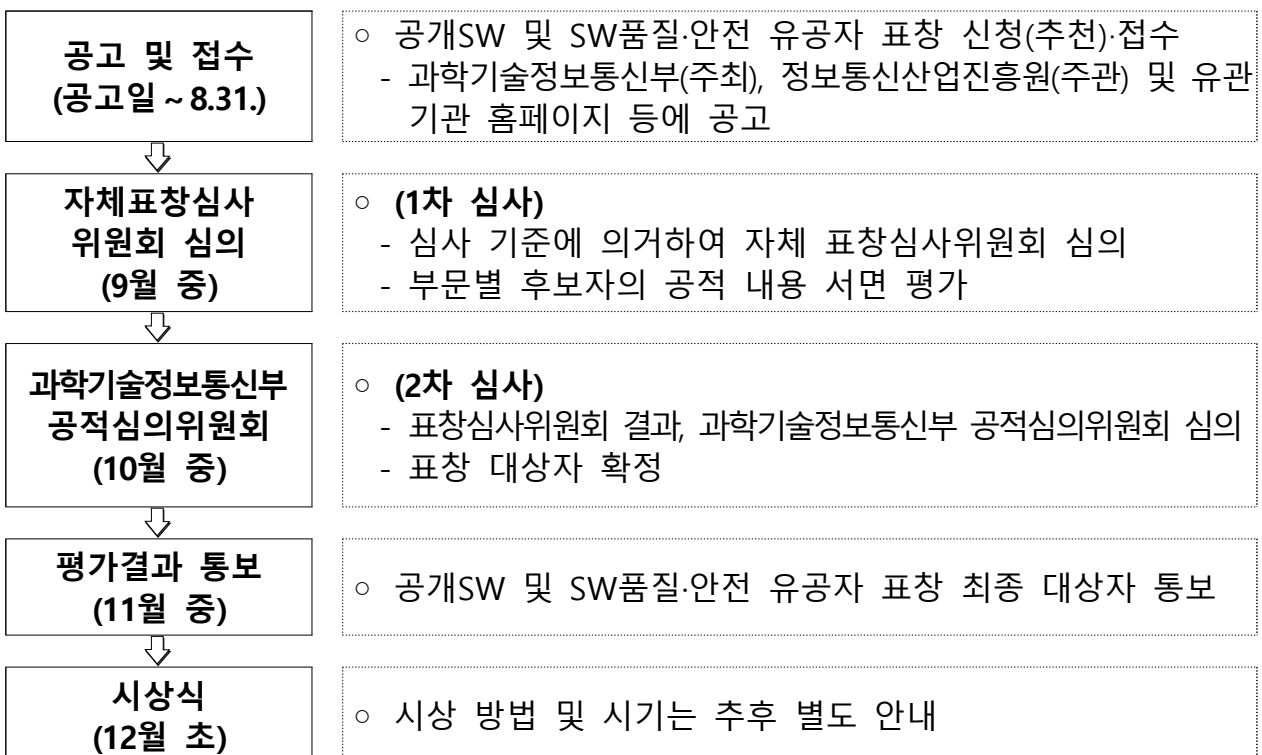 공고 및 접수
(공고일 ~ 8.31.)
○ 공개SW 및 SW품질·안전 유공자 표창 신청(추천)·접수
- 과학기술정보통신부(주최), 정보통신산업진흥원(주관) 및 유관
기관 홈페이지 등에 공고
자체표창심사
위원회 심의
(9월 중)
○ (1차 심사)
- 심사 기준에 의거하여 자체 표창심사위원회 심의
- 부문별 후보자의 공적 내용 서면 평가
과학기술정보통신부
공적심의위원회
(10월 중)
○ (2차 심사)
- 표창심사위원회 결과, 과학기술정보통신부 공적심의위원회 심의
- 표창 대상자 확정
평가결과 통보
(11월 중)
○ 공개SW 및 SW품질·안전 유공자 표창 최종 대상자 통보
시상식
(12월 초)
○ 시상 방법 및 시기는 추후 별도 안내